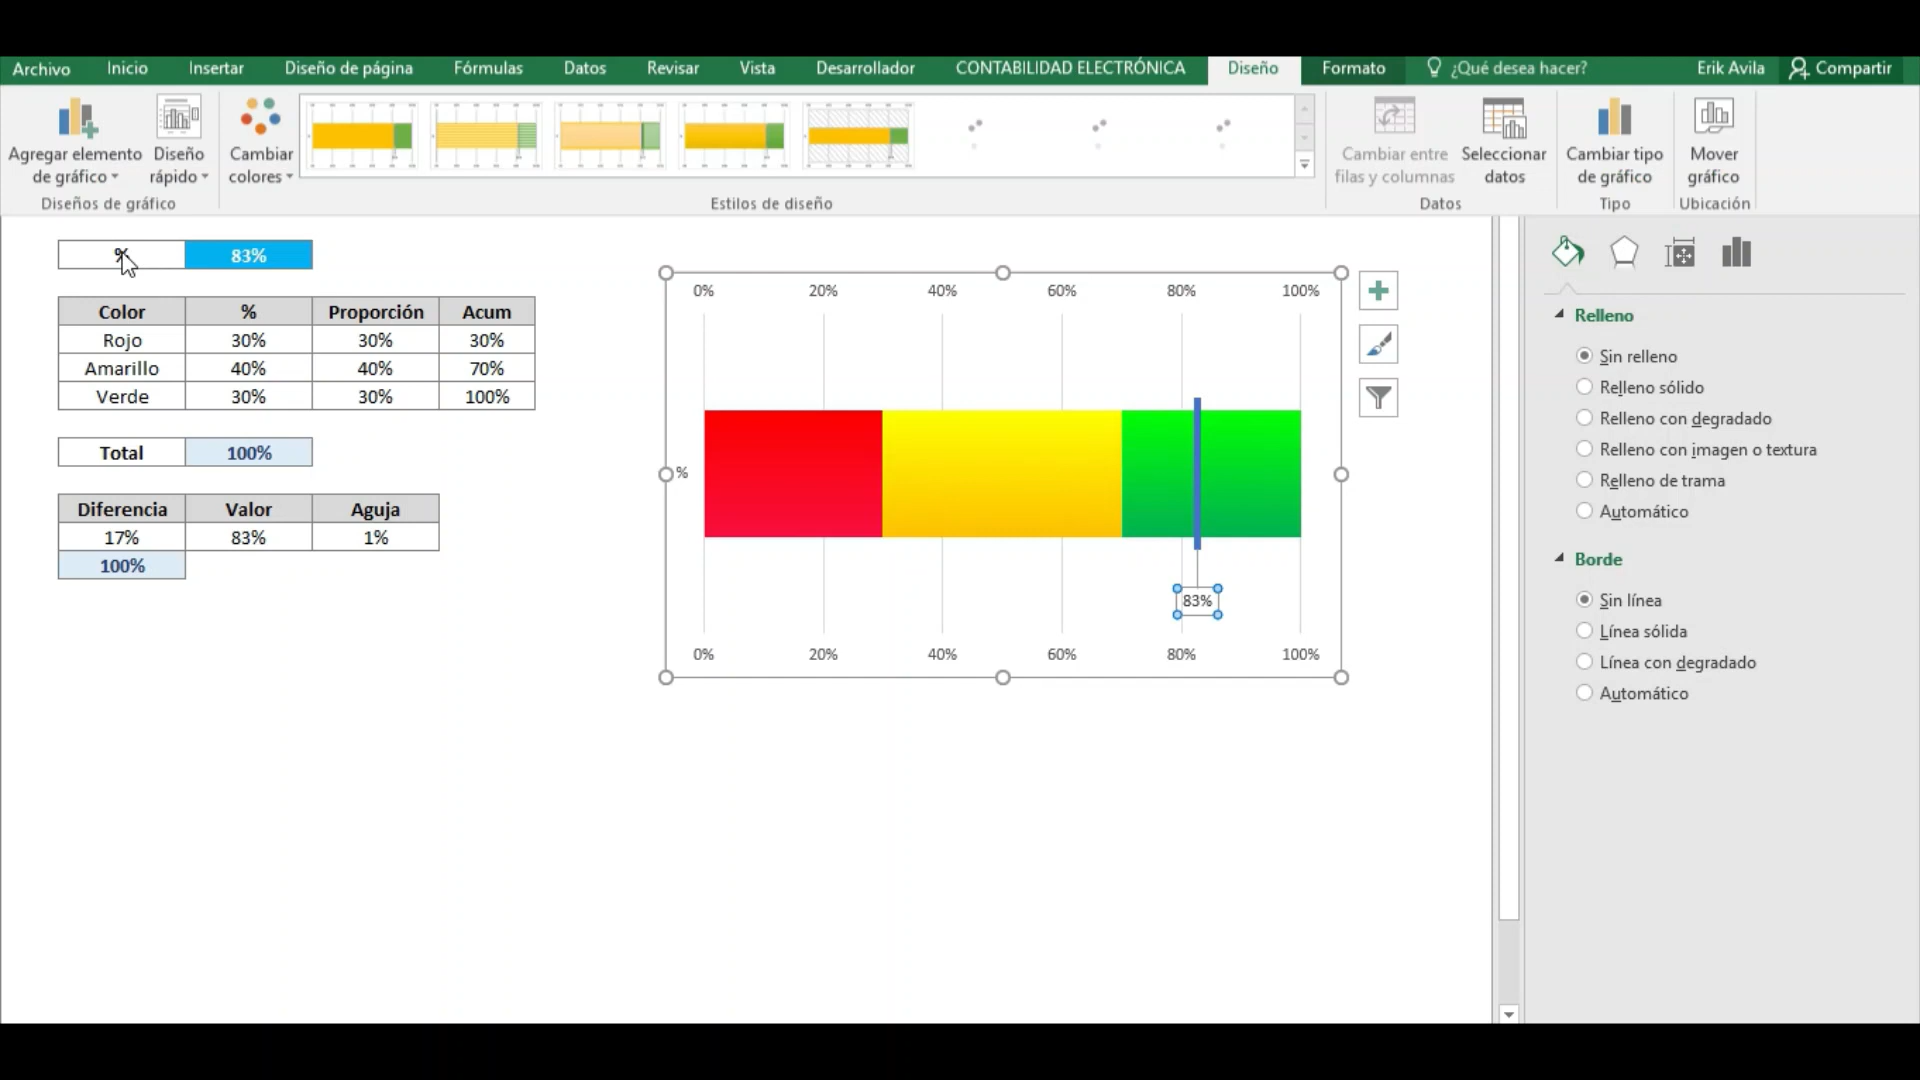 Archivo Inicio Insertar Diseño de página Fórmulas Datos Revisar Vista Desarrollador CONTABILIDAD ELECTRÓNICA Diseño Formato ¿Qué desea hacer? Erik Avila Compartir
Agregar elemento
de gráfico
Diseño
rápido
Cambiar
colores
Cambiar entre
filas y columnas
Seleccionar
datos
Cambiar tipo
de gráfico
Mover
gráfico
Diseños de gráfico
Estilos de diseño
Datos
Tipo
Ubicación
% 83%
Color % Proporción Acum
Rojo 30% 30% 30%
Amarillo 40% 40% 70%
Verde 30% 30% 100%
Total 100%
Diferencia Valor Aguja
17% 83% 1%
100%
0% 20% 40% 60% 80% 100%
%
83%
0% 20% 40% 60% 80% 100%
Relleno
Sin relleno
Relleno sólido
Relleno con degradado
Relleno con imagen o textura
Relleno de trama
Automático
Borde
Sin línea
Línea sólida
Línea con degradado
Automático